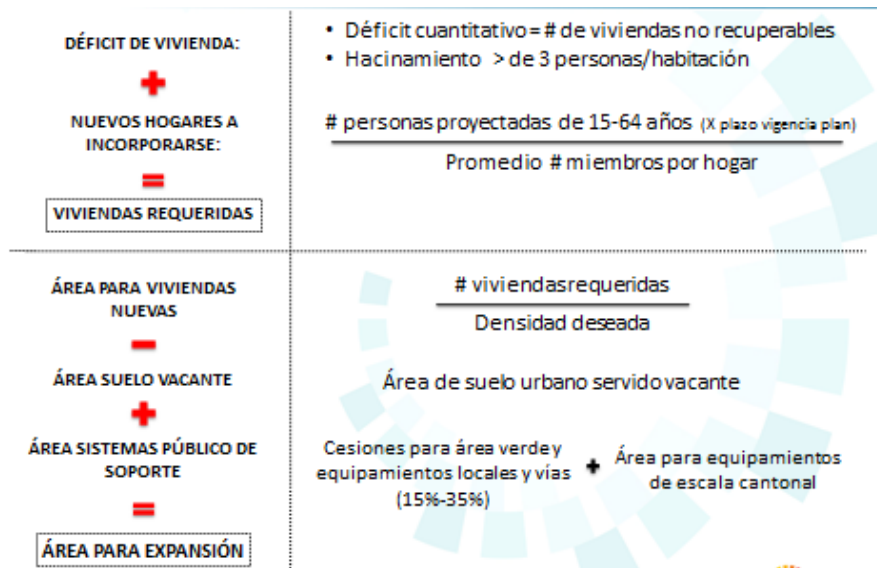 DÉFICIT DE VIVIENDA:
• Déficit cuantitativo = # de viviendas no recuperables
• Hacinamiento > de 3 personas/habitación
+
NUEVOS HOGARES A
INCORPORARSE:
# personas proyectadas de 15-64 años (X plazo vigencia plan)
Promedio # miembros por hogar
=
VIVIENDAS REQUERIDAS
ÁREA PARA VIVIENDAS
NUEVAS
# viviendas requeridas
Densidad deseada
-
ÁREA SUELO VACANTE
Área de suelo urbano servido vacante
+
ÁREA SISTEMAS PÚBLICO DE
SOPORTE
Cesiones para área verde y
equipamientos locales y vías
(15%-35%)
+
Área para equipamientos
de escala cantonal
=
ÁREA PARA EXPANSIÓN